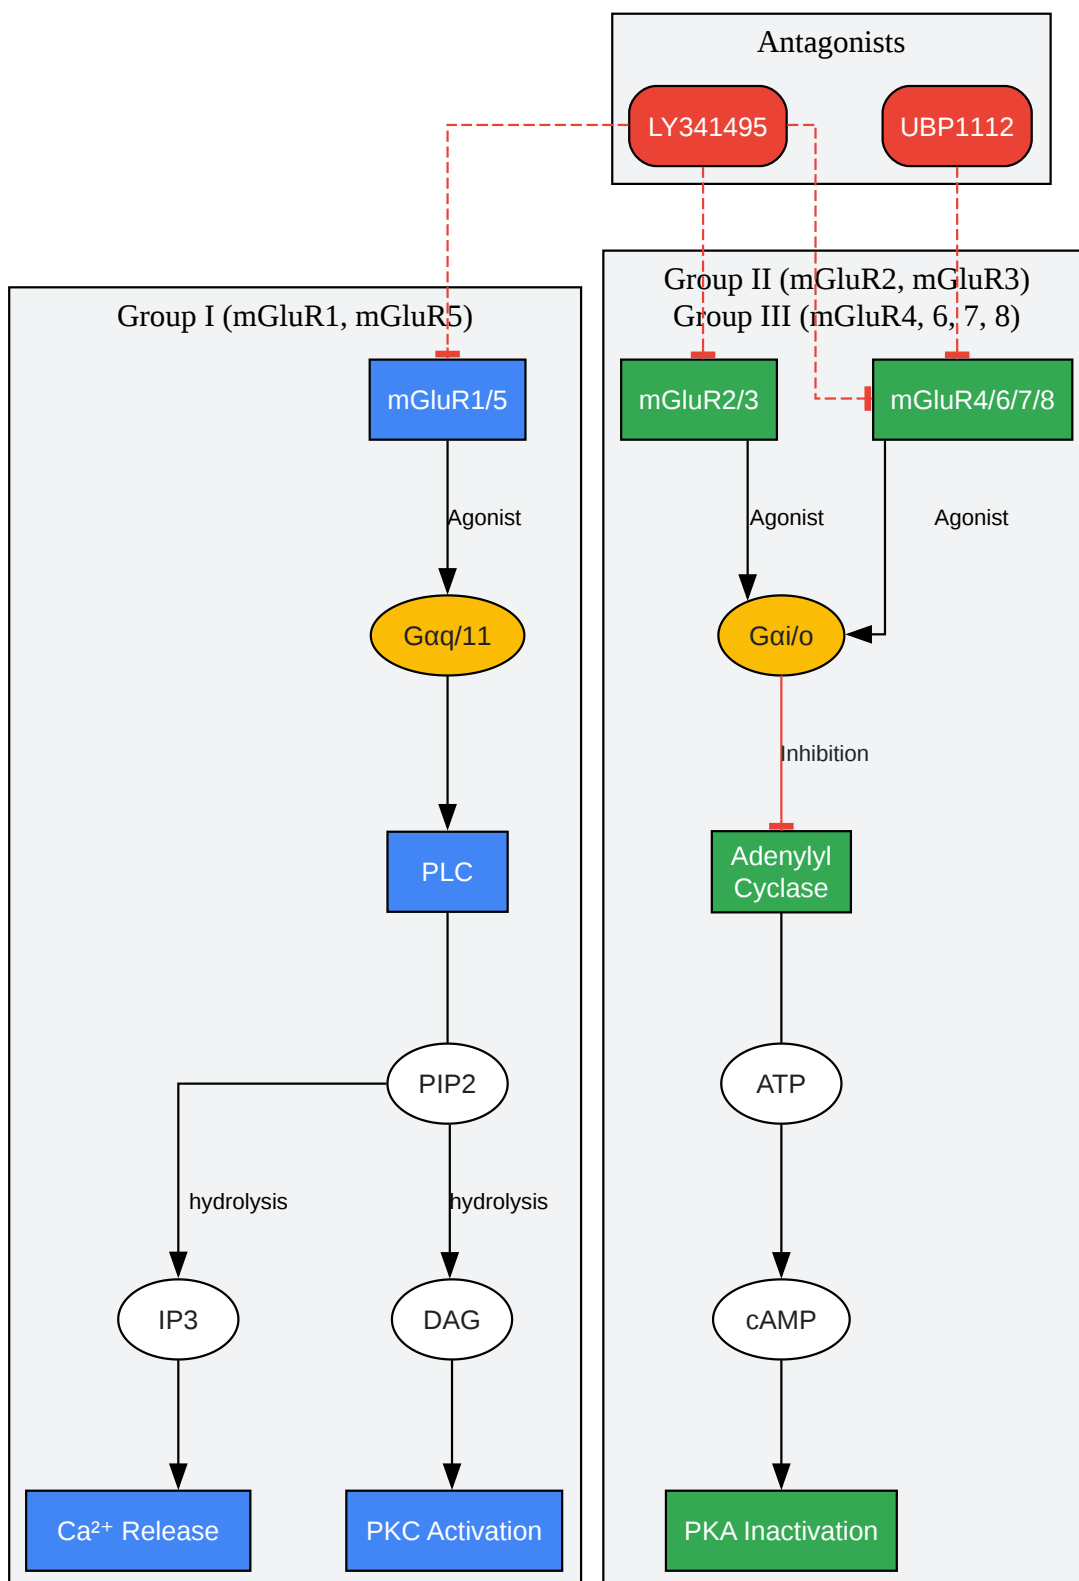 Antagonists
LY341495
UBP1112
Group II (mGluR2, mGluR3)
Group III (mGluR4, 6, 7, 8)
Group I (mGluR1, mGluR5)
mGluR1/5
mGluR2/3
mGluR4/6/7/8
Agonist
Agonist
Agonist
Gαq/11
Gαi/o
Inhibition
PLC
Adenylyl
Cyclase
PIP2
ATP
hydrolysis
hydrolysis
IP3
DAG
cAMP
Ca²⁺ Release
PKC Activation
PKA Inactivation